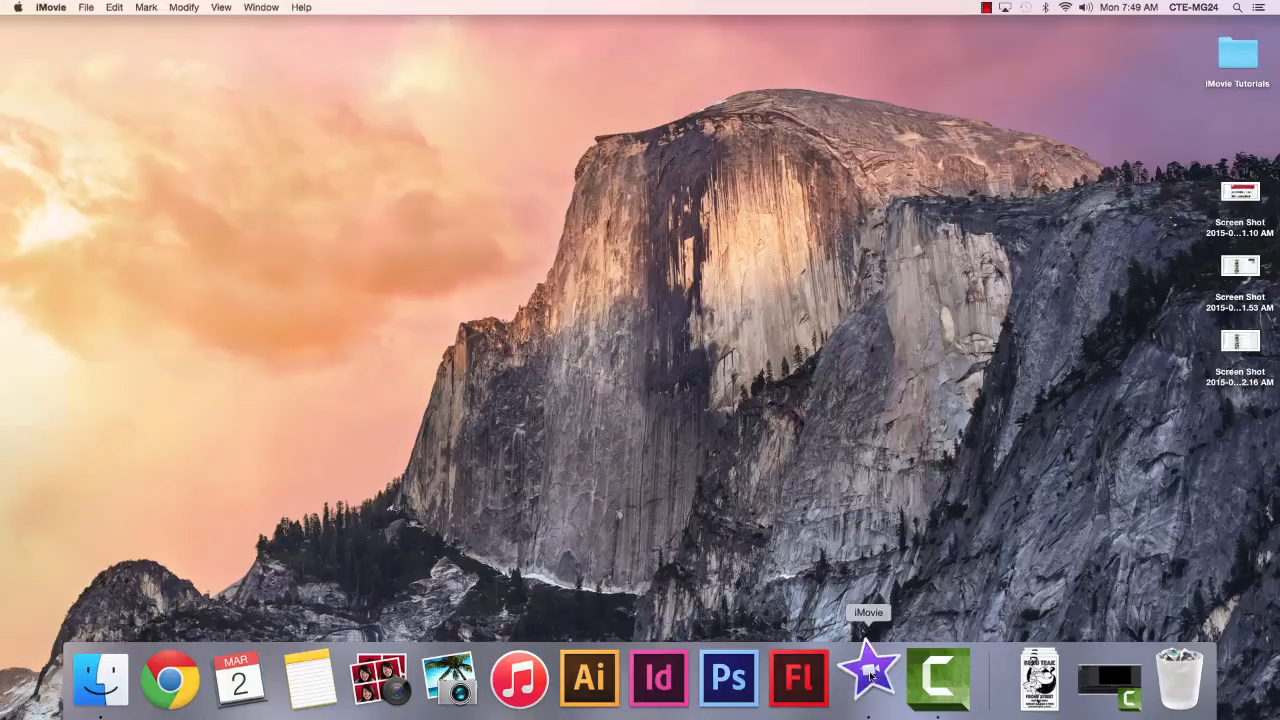 iMovie File Edit Mark Modify View Window Help
Mon 7:49 AM CTE-MG24
iMovie Tutorials
Screen Shot
2015-0...1.10 AM
Screen Shot
2015-0...1.53 AM
Screen Shot
2015-0...2.16 AM
iMovie
MAR
2
Ai
Id
Ps
Fl
C
C